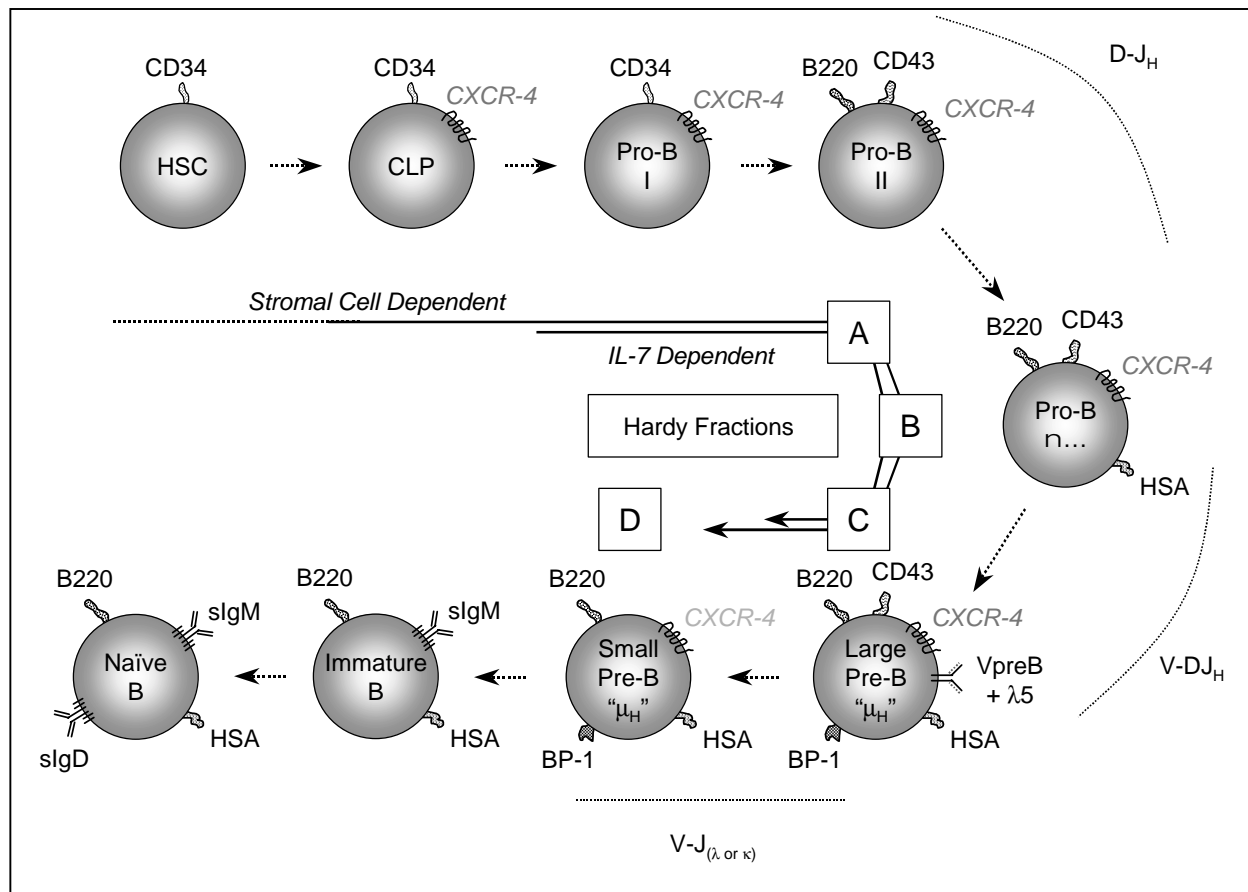 CD34
HSC
CD34
CXCR-4
CLP
CD34
CXCR-4
Pro-B
I
B220
CD43
CXCR-4
Pro-B
II
D-JH
Stromal Cell Dependent
IL-7 Dependent
A
Hardy Fractions
B
D
C
B220
CD43
CXCR-4
Pro-B
n...
HSA
B220
sIgM
Naïve
B
sIgD
HSA
B220
sIgM
Immature
B
HSA
B220
CXCR-4
Small
Pre-B
“μH”
BP-1
HSA
B220
CD43
CXCR-4
Large
Pre-B
“μH”
VpreB
+ λ5
BP-1
HSA
V-DJH
V-J(λ or κ)